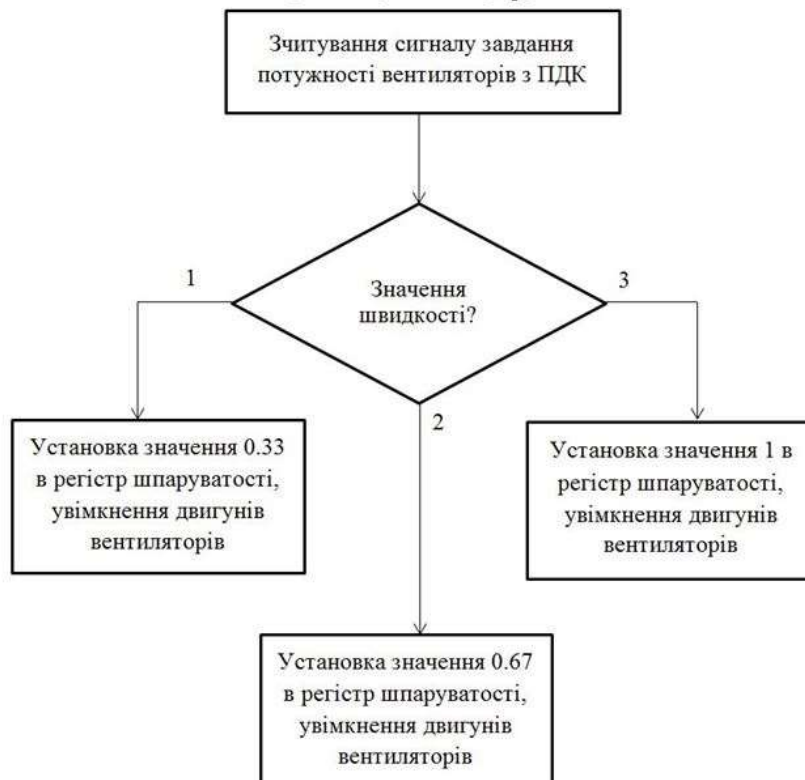 Зчитування сигналу завдання
потужності вентиляторів з ПДК
1
Значення
швидкості?
3
2
Установка значення 0.33
в регістр шпаруватості,
увімкнення двигунів
вентиляторів
Установка значення 1 в
регістр шпаруватості,
увімкнення двигунів
вентиляторів
Установка значення 0.67
в регістр шпаруватості,
увімкнення двигунів
вентиляторів